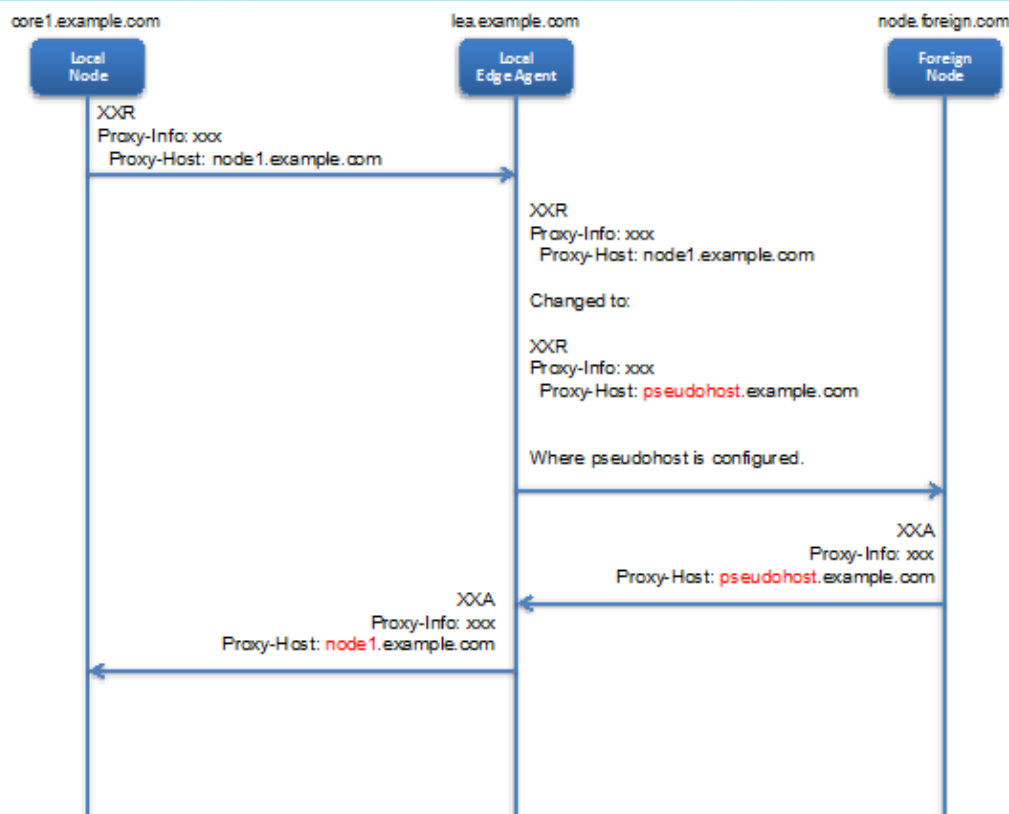 core1.example.com
lea.example.com
node.foreign.com
Local
Node
Local
Edge Agent
Foreign
Node
XXR
Proxy-Info: xxx
Proxy-Host: node1.example.com
XXR
Proxy-Info: xxx
Proxy-Host: node1.example.com
Changed to:
XXR
Proxy-Info: xxx
Proxy-Host: pseudohost.example.com
Where pseudohost is configured.
XXA
Proxy-Info: xxx
Proxy-Host: pseudohost.example.com
XXA
Proxy-Info: xxx
Proxy-Host: node1.example.com